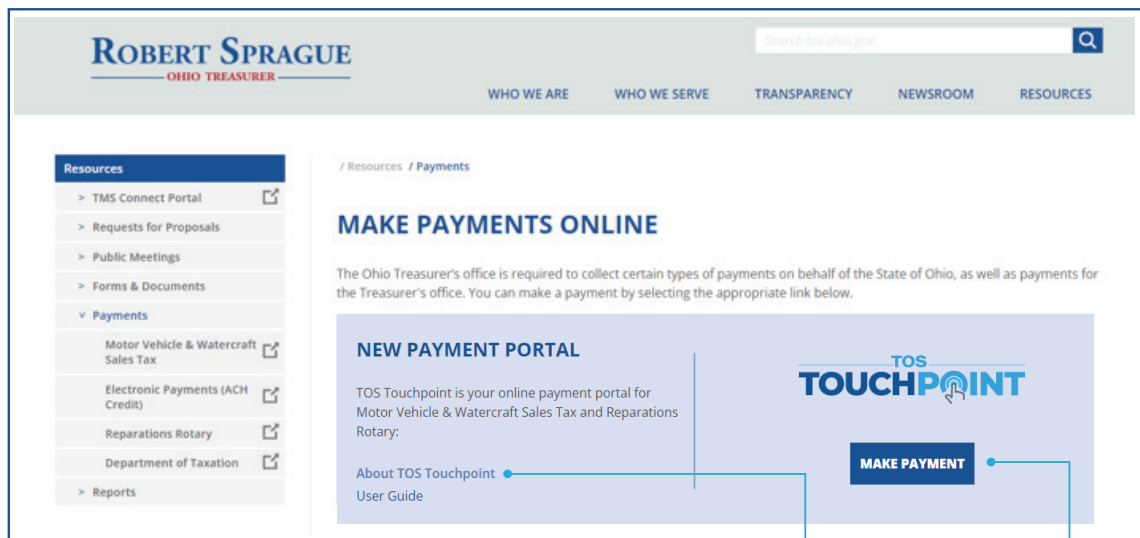 ROBERT SPRAGUE
OHIO TREASURER
Search tos.ohio.gov
WHO WE ARE WHO WE SERVE TRANSPARENCY NEWSROOM RESOURCES
Resources
> TMS Connect Portal
> Requests for Proposals
> Public Meetings
> Forms & Documents
v Payments
Motor Vehicle & Watercraft
Sales Tax
Electronic Payments (ACH
Credit)
Reparations Rotary
Department of Taxation
> Reports
/ Resources / Payments
MAKE PAYMENTS ONLINE
The Ohio Treasurer's office is required to collect certain types of payments on behalf of the State of Ohio, as well as payments for
the Treasurer's office. You can make a payment by selecting the appropriate link below.
NEW PAYMENT PORTAL
TOS Touchpoint is your online payment portal for
Motor Vehicle & Watercraft Sales Tax and Reparations
Rotary:
About TOS Touchpoint
User Guide
TOS
TOUCHPOINT
MAKE PAYMENT